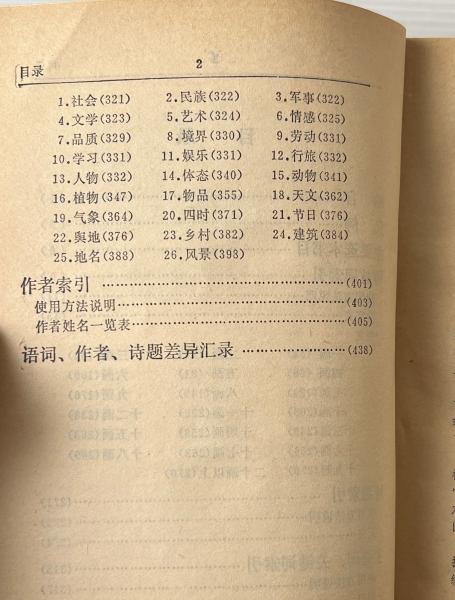 目录 2
1.社会(321) 2.民族(322) 3.军事(322)
4.文学(323) 5.艺术(324) 6.情感(325)
7.品质(329) 8.境界(330) 9.劳动(331)
10.学习(331) 11.娱乐(331) 12.行旅(332)
13.人物(332) 14.体态(340) 15.动物(341)
16.植物(347) 17.物品(355) 18.天文(362)
19.气象(364) 20.四时(371) 21.节日(376)
22.舆地(376) 23.乡村(382) 24.建筑(384)
25.地名(388) 26.风景(398)
作者索引……………………………………(401)
使用方法说明………………………………(403)
作者姓名一览表……………………………(405)
语词、作者、诗题差异汇录………………(438)